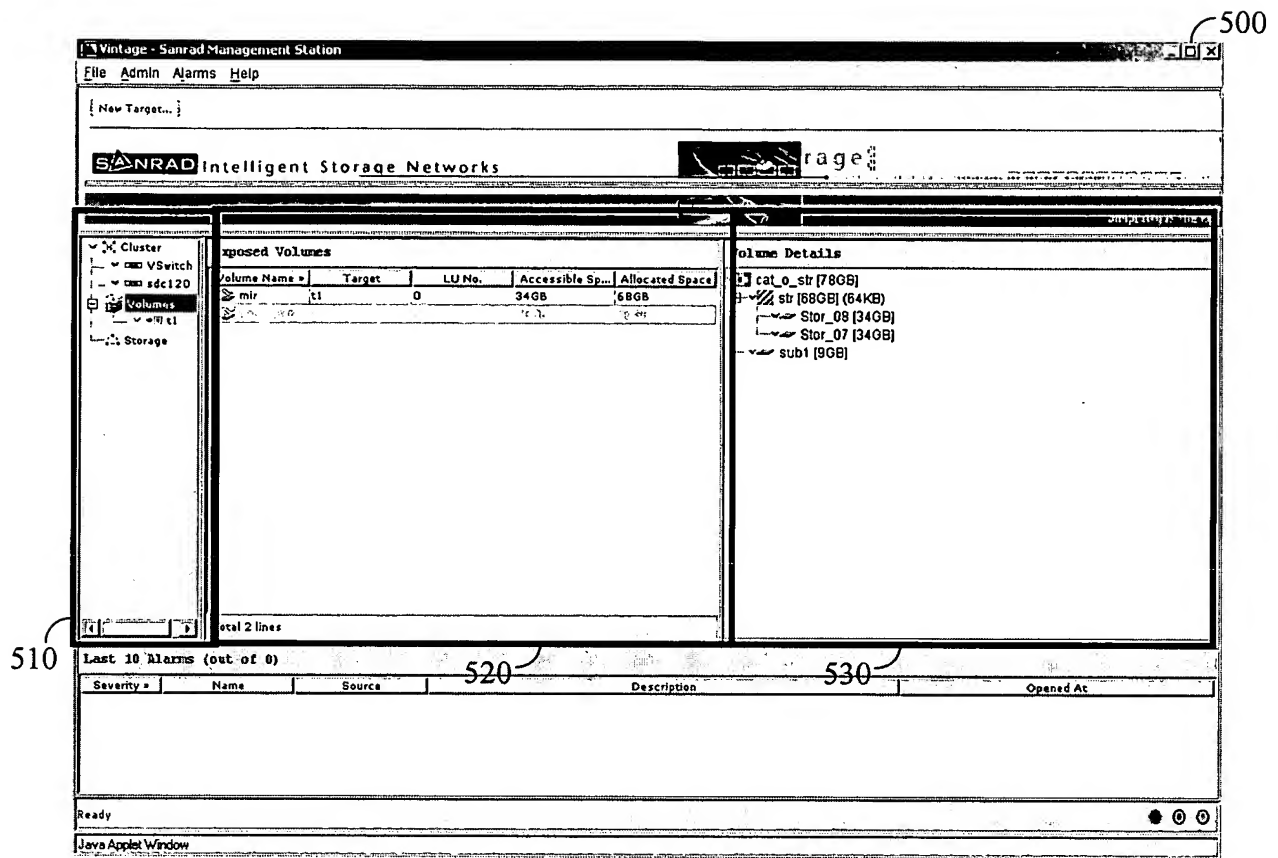 500
Vintage - Sanrad Management Station
File Admin Alarms Help
New Target...
SANRAD Intelligent Storage Networks
rage
Cluster
VSwitch
sdc120
Volumes
t1
Storage
xposed Volumes
olume Name Target LU No. Accessible Sp... Allocated Space
mir t1 0 34GB 68GB
otal 2 lines
olume Details
cat_o_str [78GB]
str [68GB] (64KB)
Stor_08 [34GB]
Stor_07 [34GB]
sub1 [9GB]
510
520
530
Last 10 Alarms (out of 0)
Severity Name Source Description Opened At
Ready
Java Applet Window